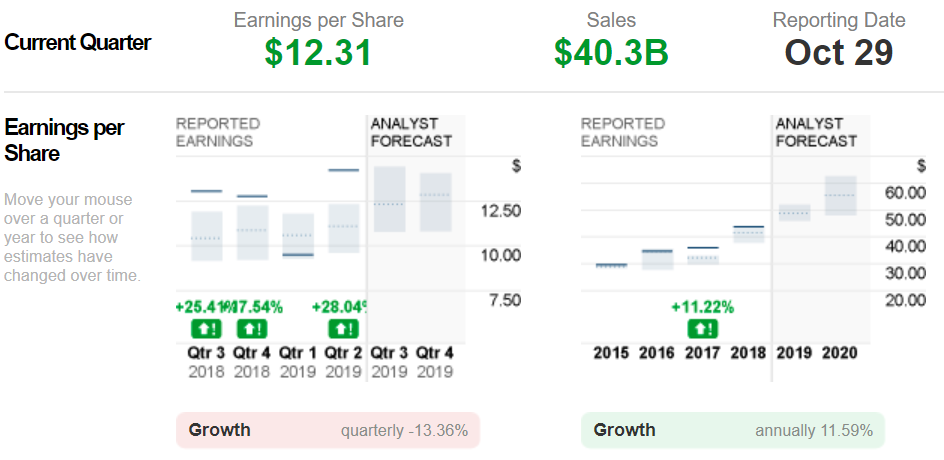 Current Quarter
Earnings per Share
$12.31
Sales
$40.3B
Reporting Date
Oct 29
Earnings per
Share
Move your mouse
over a quarter or
year to see how
estimates have
changed over time.
REPORTED
EARNINGS
ANALYST
FORECAST
$
12.50
10.00
7.50
+25.41% +17.54% +28.04%
Qtr 3 Qtr 4 Qtr 1 Qtr 2 Qtr 3 Qtr 4
2018 2018 2019 2019 2019 2019
Growth quarterly -13.36%
REPORTED
EARNINGS
ANALYST
FORECAST
$
60.00
50.00
40.00
30.00
20.00
+11.22%
2015 2016 2017 2018 2019 2020
Growth annually 11.59%